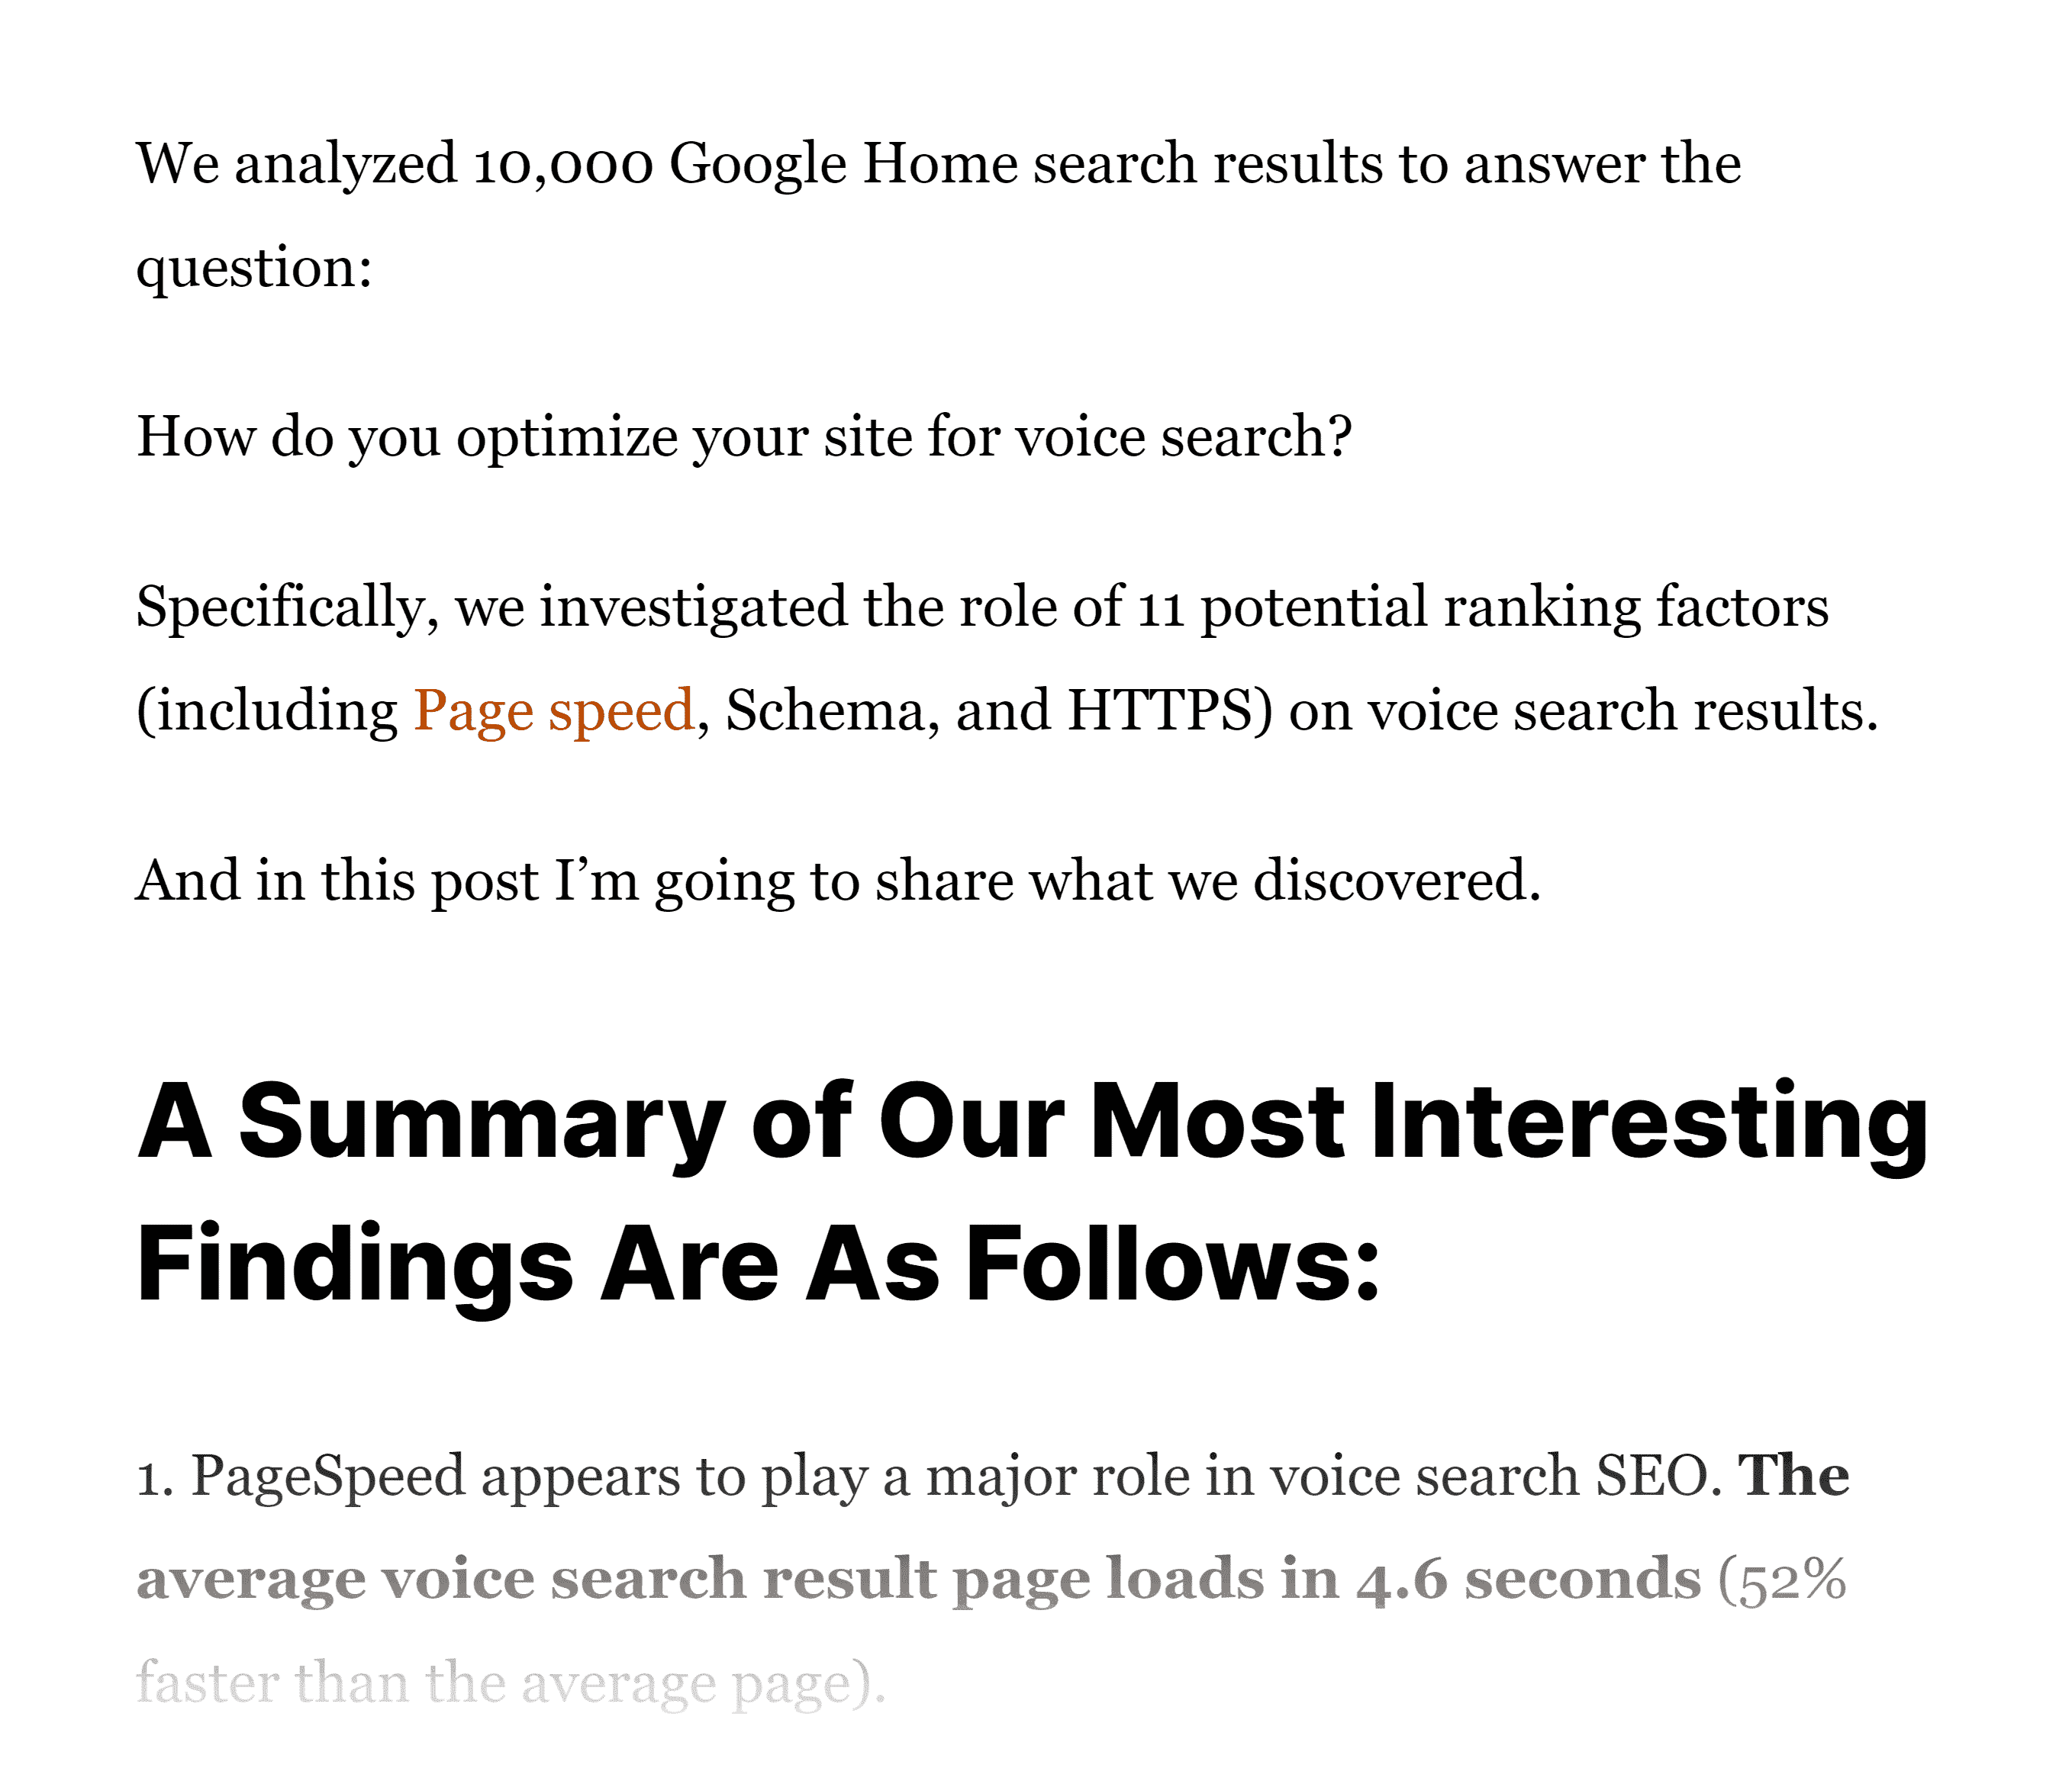 We analyzed 10,000 Google Home search results to answer the
question:
How do you optimize your site for voice search?
Specifically, we investigated the role of 11 potential ranking factors
(including Page speed, Schema, and HTTPS) on voice search results.
And in this post I’m going to share what we discovered.
A Summary of Our Most Interesting
Findings Are As Follows:
1. PageSpeed appears to play a major role in voice search SEO. The
average voice search result page loads in 4.6 seconds (52%
faster than the average page).